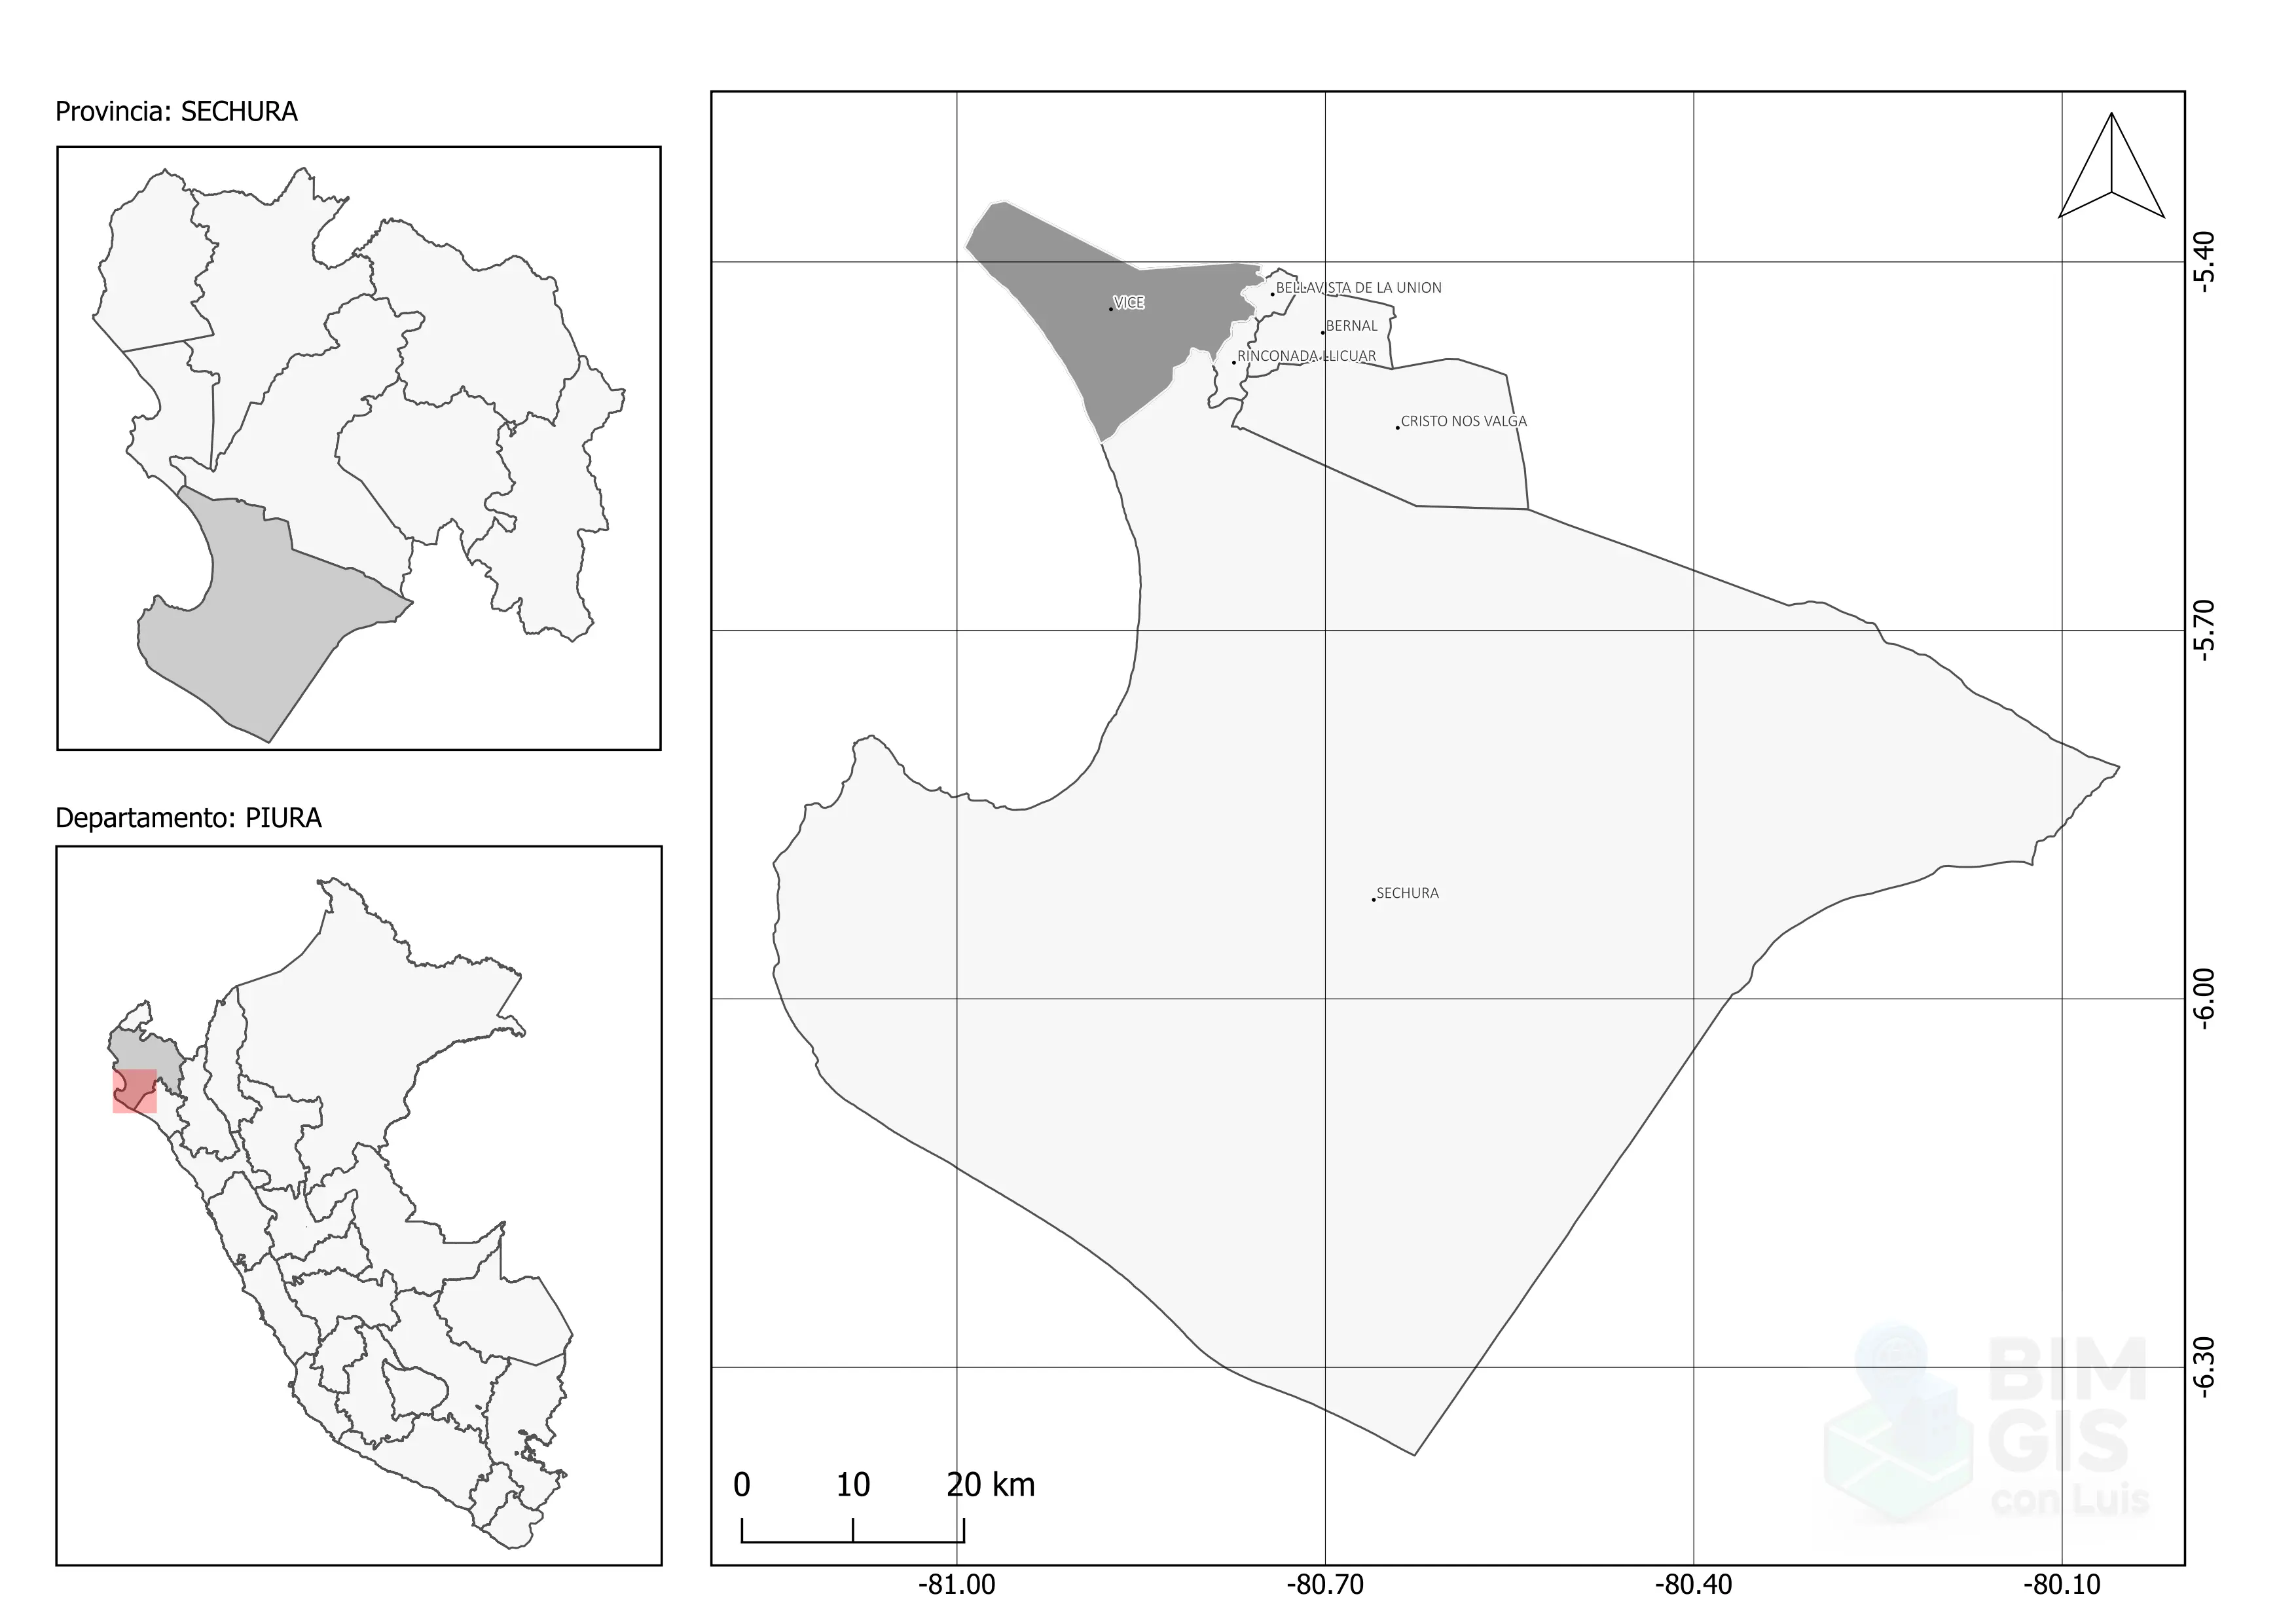 Provincia: SECHURA
Departamento: PIURA
VICE
BELLAVISTA DE LA UNION
BERNAL
RINCONADA LLICUAR
CRISTO NOS VALGA
SECHURA
-5.40
-5.70
-6.00
-6.30
0 10 20 km
-81.00 -80.70 -80.40 -80.10
BIM
GIS
con Luis